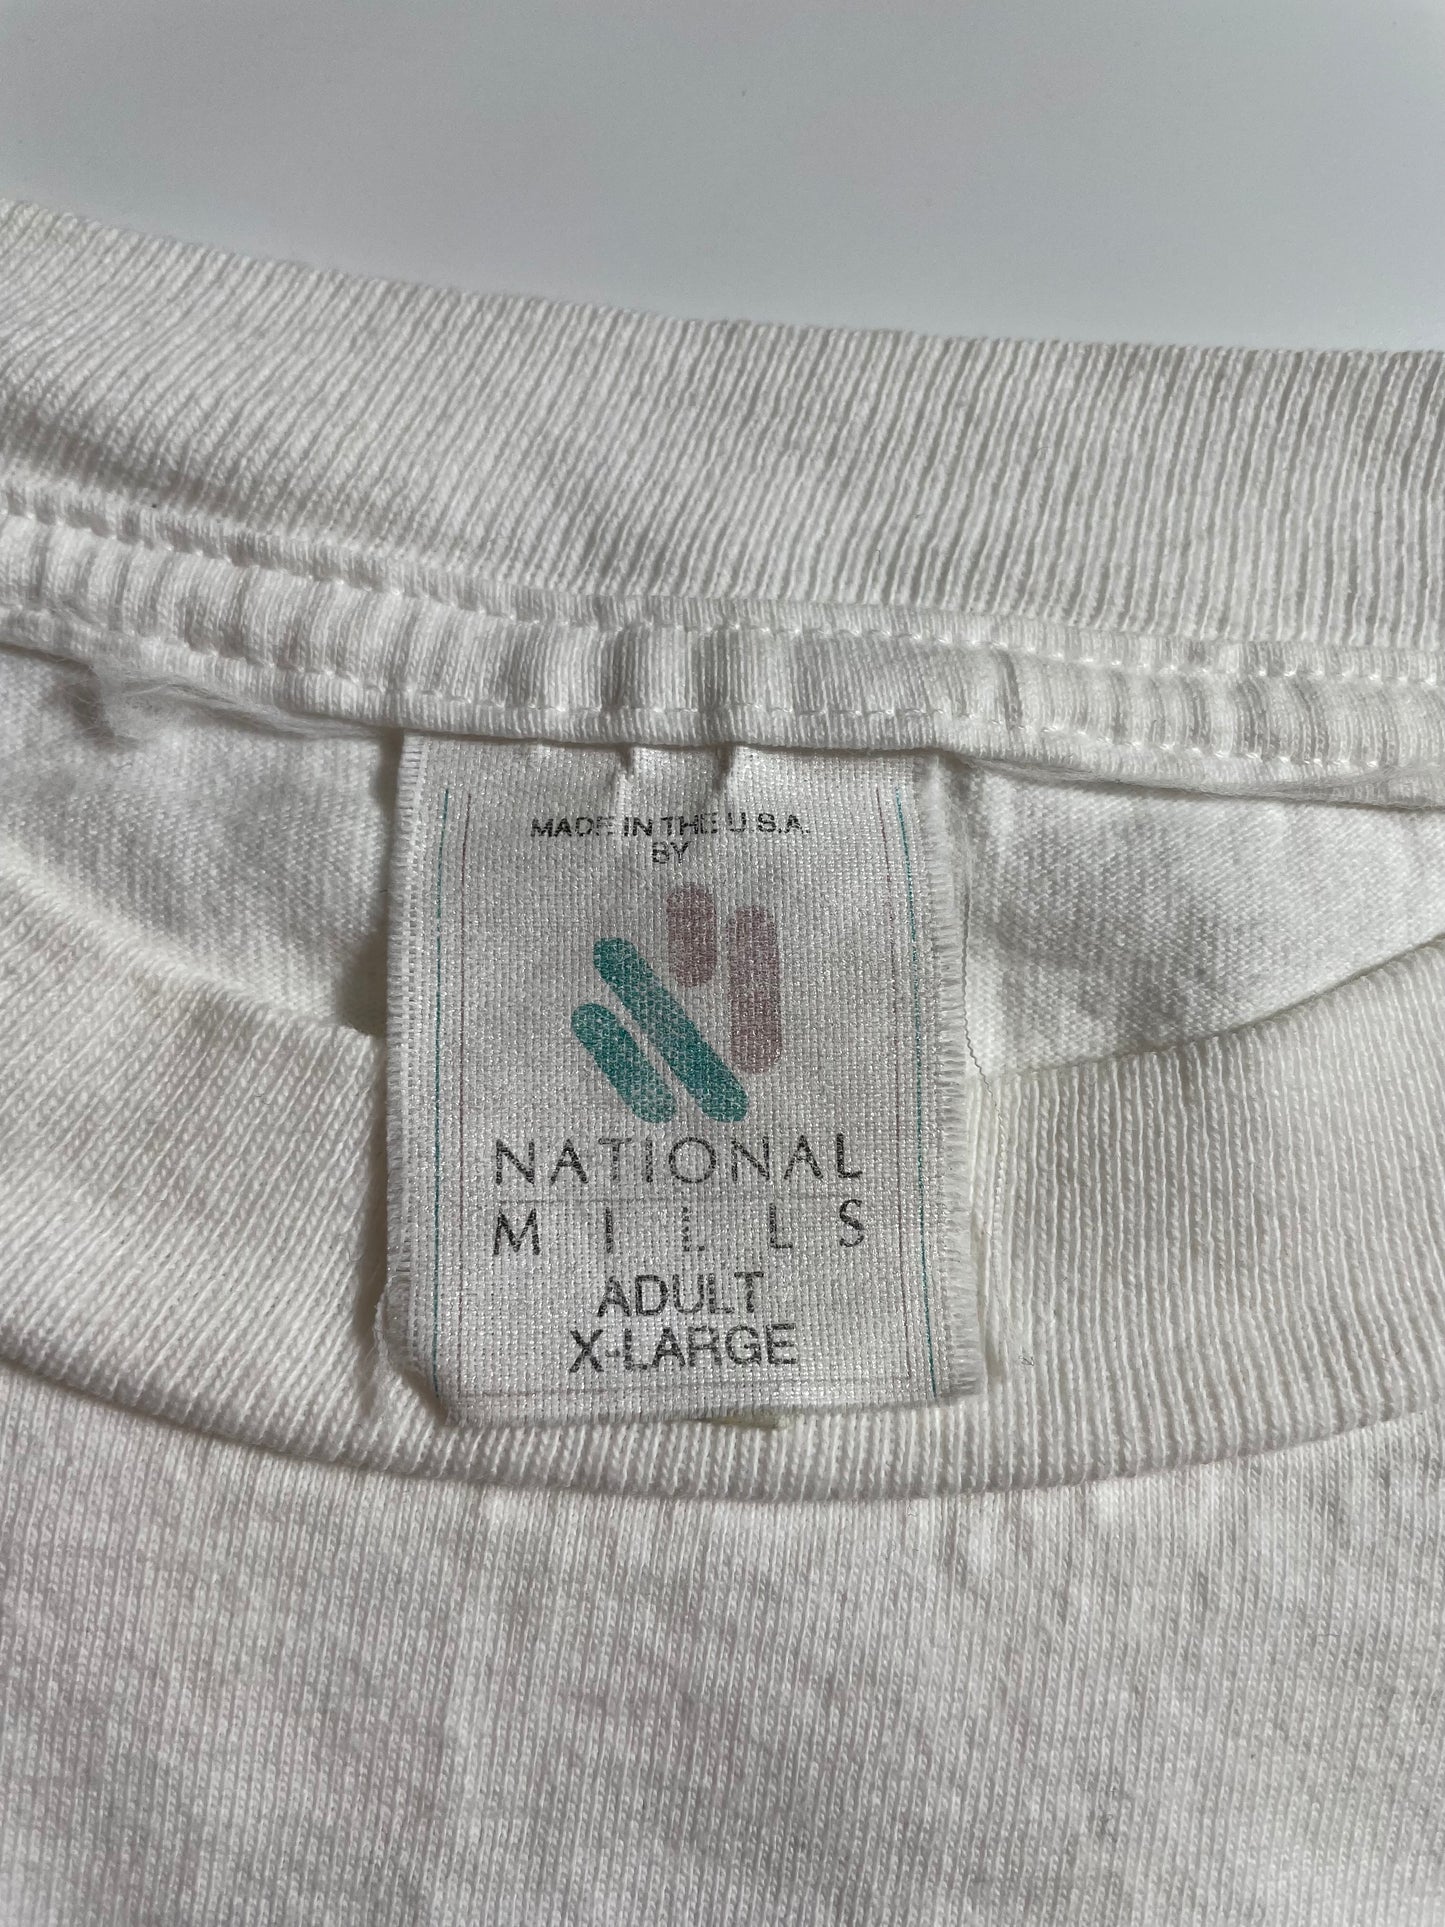 MADE IN THE U.S.A.
BY
NATIONAL
MILLS
ADULT
X-LARGE